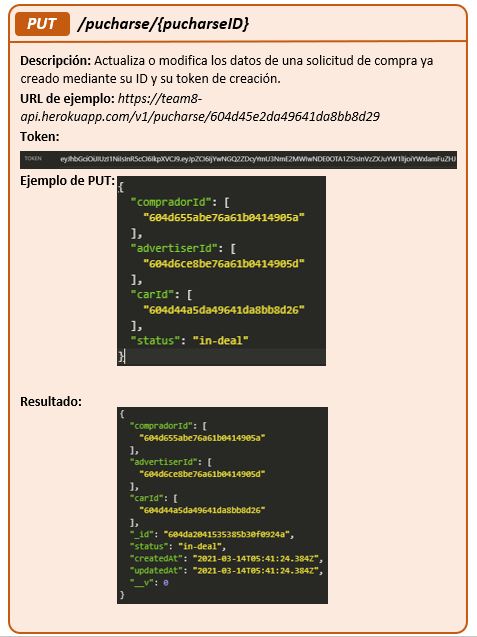 PUT /pucharse/{pucharseID}
Descripción: Actualiza o modifica los datos de una solicitud de compra ya
creado mediante su ID y su token de creación.
URL de ejemplo: https://team8-
api.herokuapp.com/v1/pucharse/604d45e2da49641da8bb8d29
Token:
TOKEN
Ejemplo de PUT:
{
"compradorId": [
"604d655abe76a61b0414905a"
],
"advertiserId": [
"604d6ce8be76a61b0414905d"
],
"carId": [
"604d44a5da49641da8bb8d26"
],
"status": "in-deal"
}
Resultado:
{
"compradorId": [
"604d655abe76a61b0414905a"
],
"advertiserId": [
"604d6ce8be76a61b0414905d"
],
"carId": [
"604d44a5da49641da8bb8d26"
],
"_id": "604da2041535385b30f0924a",
"status": "in-deal",
"createdAt": "2021-03-14T05:41:24.384Z",
"updatedAt": "2021-03-14T05:41:24.384Z",
"__v": 0
}